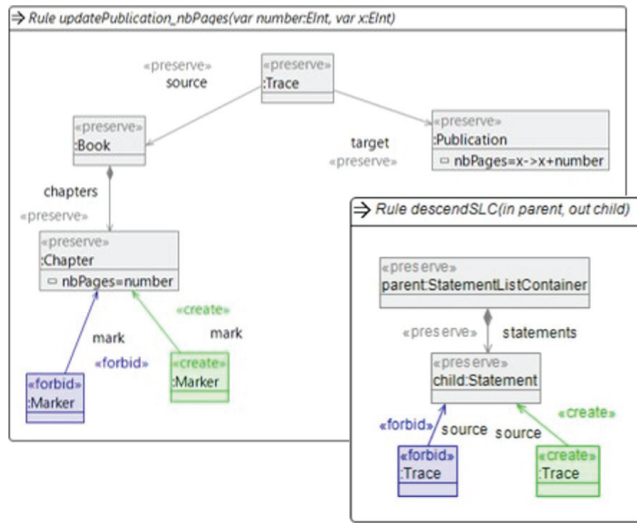 Rule updatePublication_nbPages(var number:EInt, var x:EInt)
«preserve»
:Trace
«preserve»
source
«preserve»
:Book
«preserve»
:Publication
nbPages=x->x+number
target
«preserve»
chapters
«preserve»
«preserve»
:Chapter
nbPages=number
mark
«forbid»
«create»
mark
«forbid»
:Marker
«create»
:Marker
Rule descendSLC(in parent, out child)
«preserve»
parent:StatementListContainer
«preserve»
statements
«preserve»
child:Statement
«forbid»
source
source
«create»
«forbid»
:Trace
«create»
:Trace